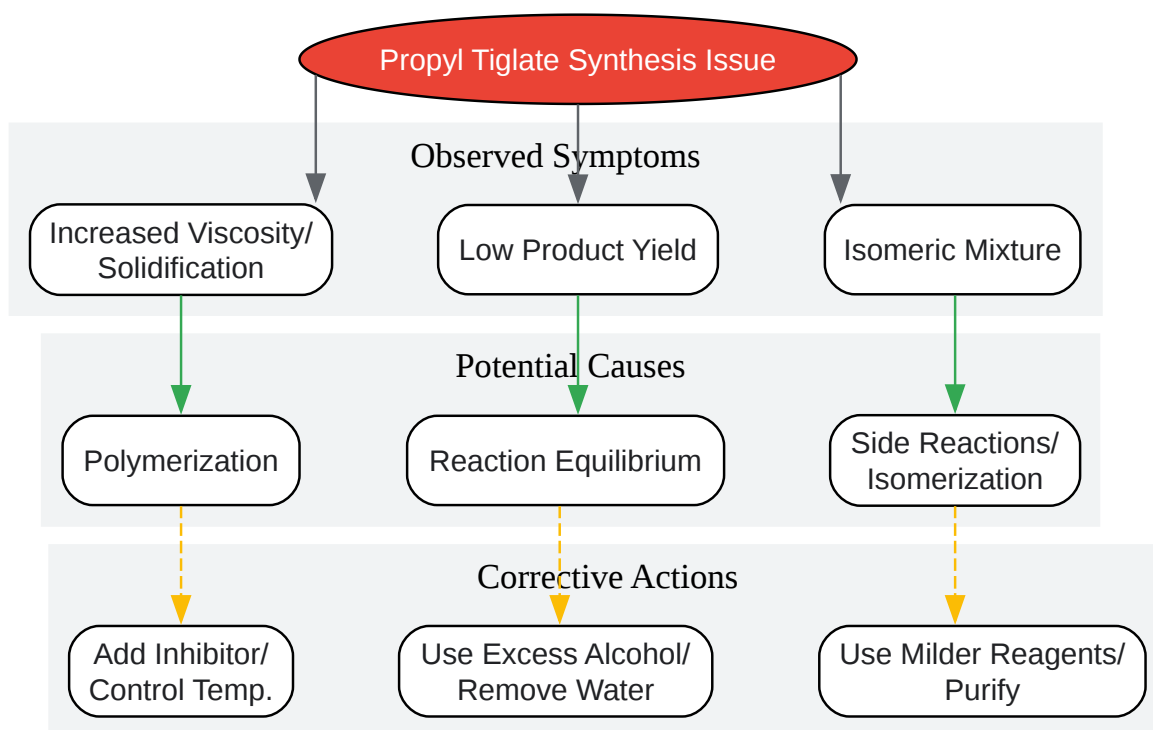 Propyl Tiglate Synthesis Issue
Observed Symptoms
Increased Viscosity/
Solidification
Low Product Yield
Isomeric Mixture
Potential Causes
Polymerization
Reaction Equilibrium
Side Reactions/
Isomerization
Corrective Actions
Add Inhibitor/
Control Temp.
Use Excess Alcohol/
Remove Water
Use Milder Reagents/
Purify